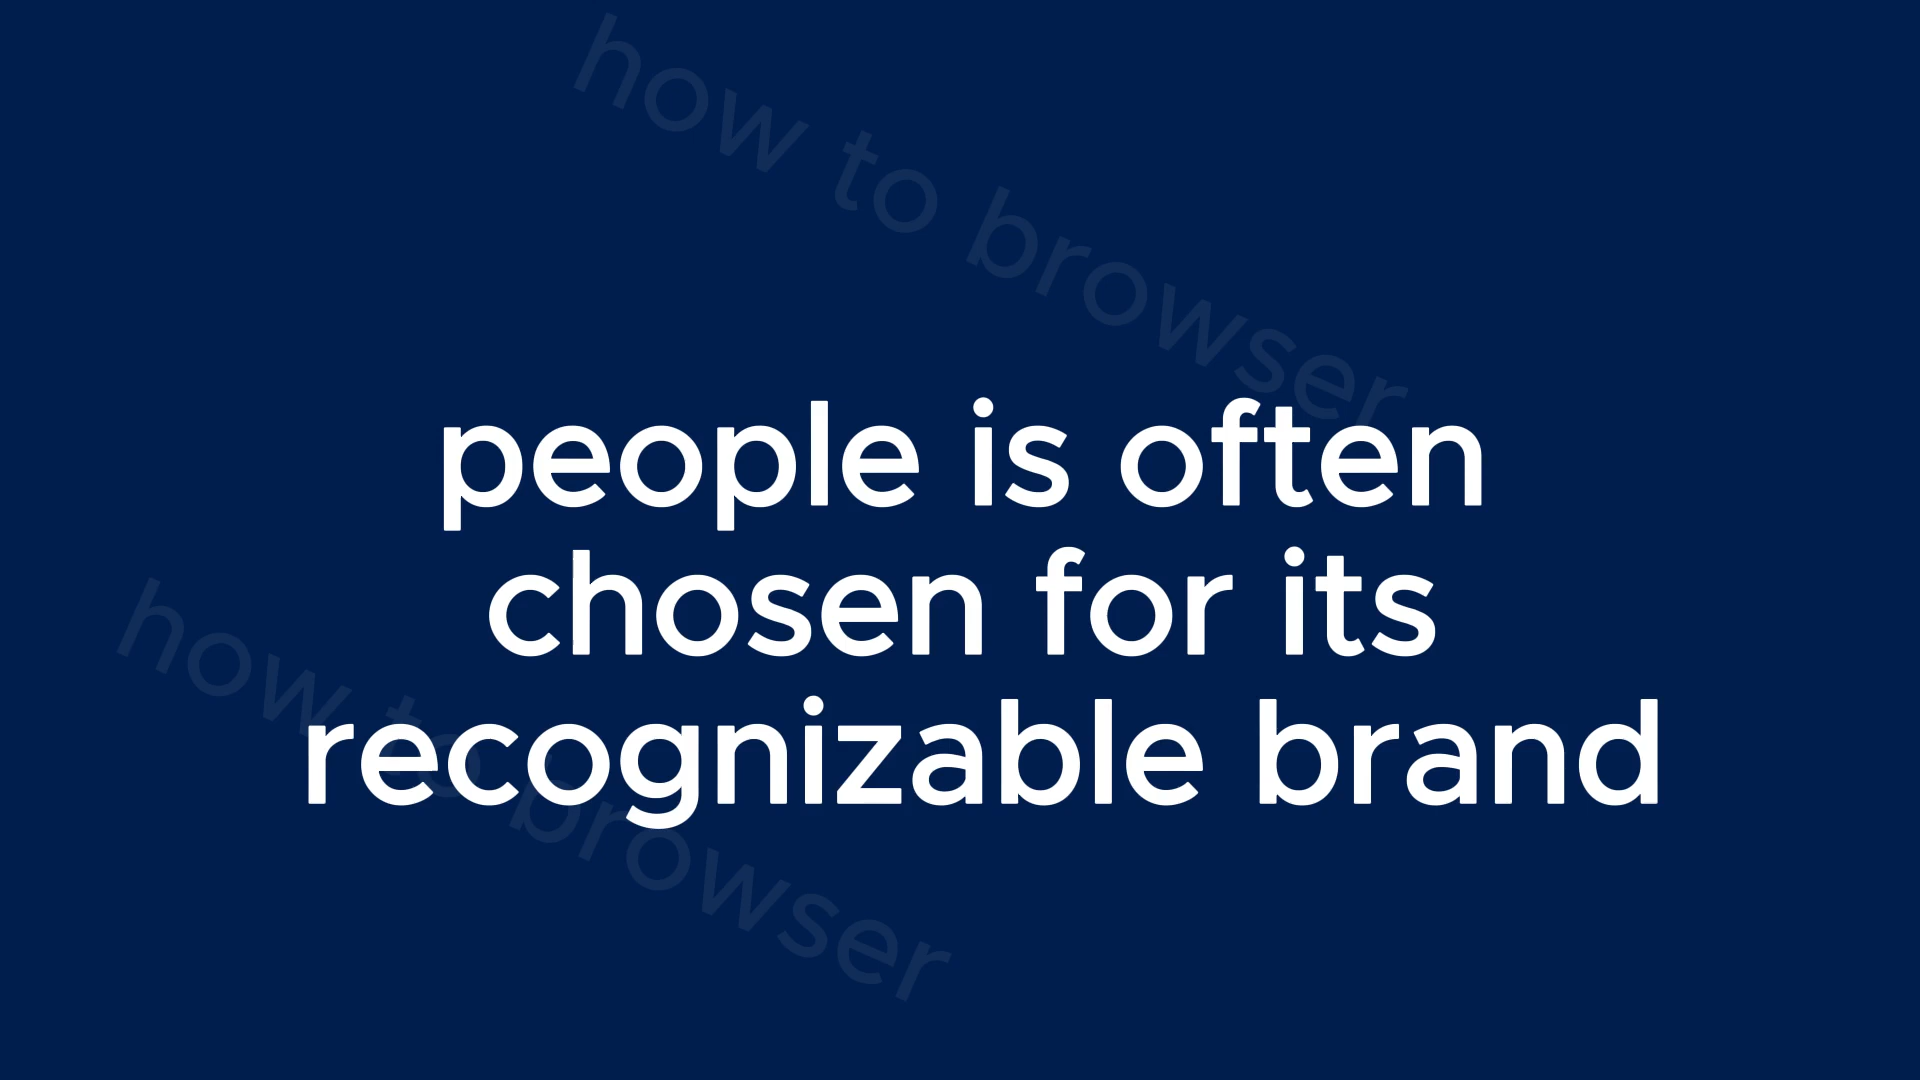 how to browser
people is often
chosen for its
recognizable brand
how to browser